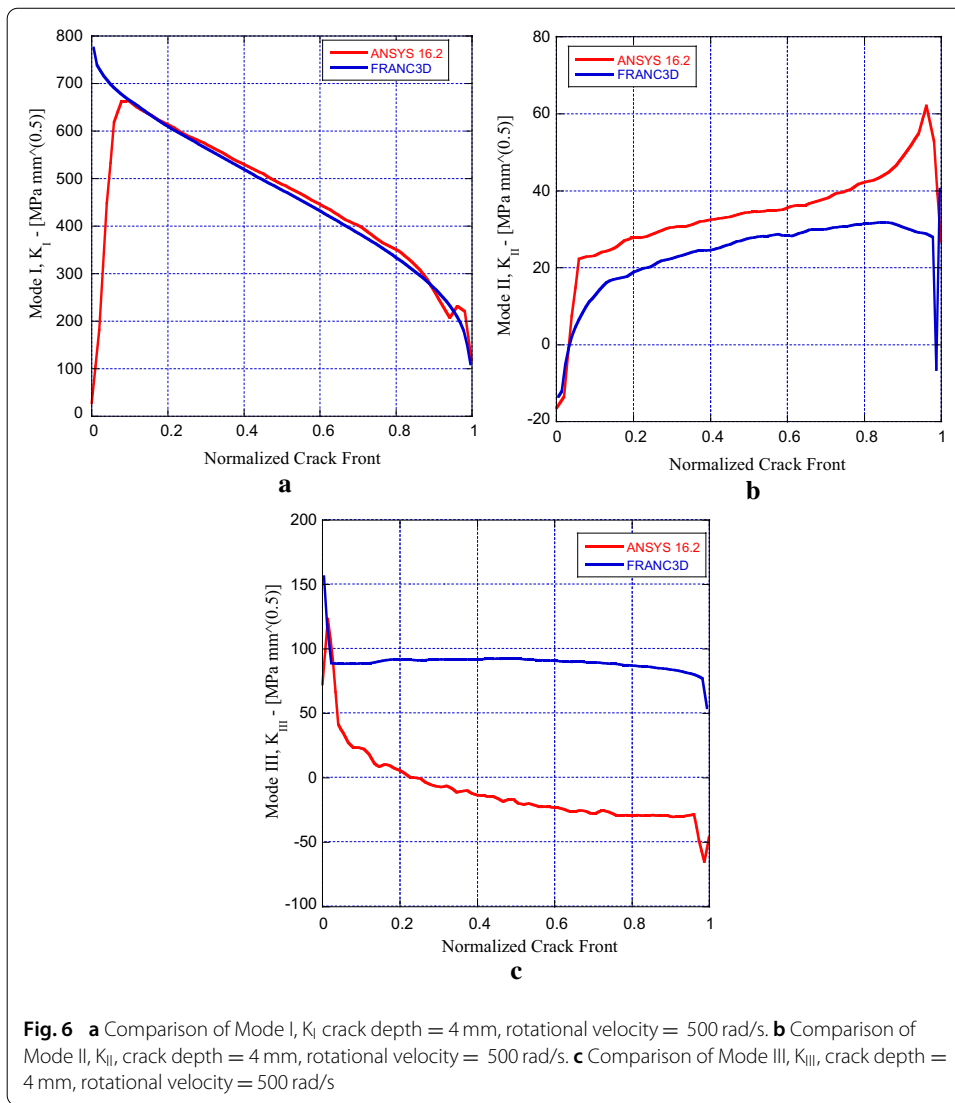 800
700
600
500
400
300
200
100
0
Mode I, K_I - [MPa mm^(0.5)]
ANSYS 16.2
FRANC3D
0 0.2 0.4 0.6 0.8 1
Normalized Crack Front
a
80
60
40
20
0
-20
Mode II, K_II - [MPa mm^(0.5)]
ANSYS 16.2
FRANC3D
0 0.2 0.4 0.6 0.8 1
Normalized Crack Front
b
200
150
100
50
0
-50
-100
Mode III, K_III - [MPa mm^(0.5)]
ANSYS 16.2
FRANC3D
0 0.2 0.4 0.6 0.8 1
Normalized Crack Front
c
Fig. 6 a Comparison of Mode I, K_I crack depth = 4 mm, rotational velocity = 500 rad/s. b Comparison of
Mode II, K_II, crack depth = 4 mm, rotational velocity = 500 rad/s. c Comparison of Mode III, K_III, crack depth =
4 mm, rotational velocity = 500 rad/s